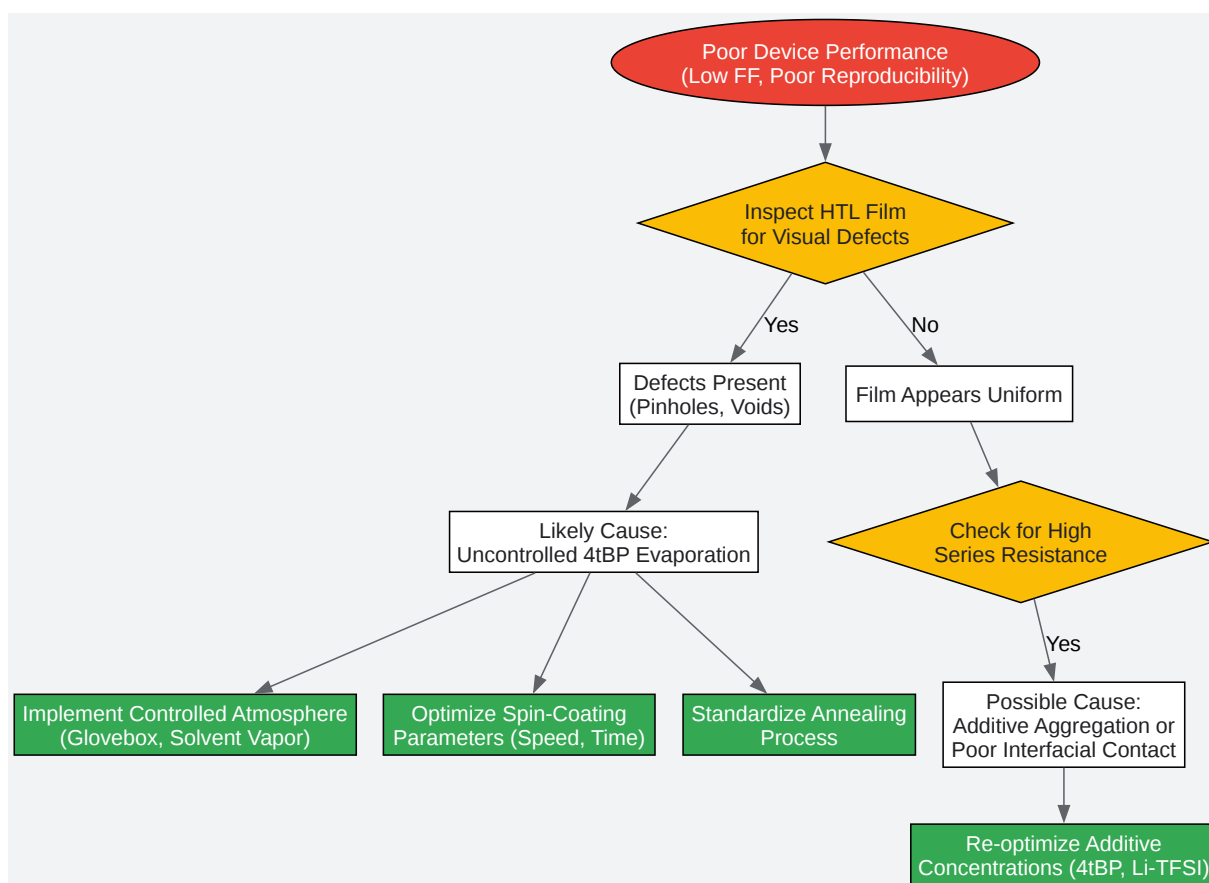 Poor Device Performance
(Low FF, Poor Reproducibility)
Inspect HTL Film
for Visual Defects
Yes
No
Defects Present
(Pinholes, Voids)
Film Appears Uniform
Likely Cause:
Uncontrolled 4tBP Evaporation
Check for High
Series Resistance
Yes
Implement Controlled Atmosphere
(Glovebox, Solvent Vapor)
Optimize Spin-Coating
Parameters (Speed, Time)
Standardize Annealing
Process
Possible Cause:
Additive Aggregation or
Poor Interfacial Contact
Re-optimize Additive
Concentrations (4tBP, Li-TFSI)